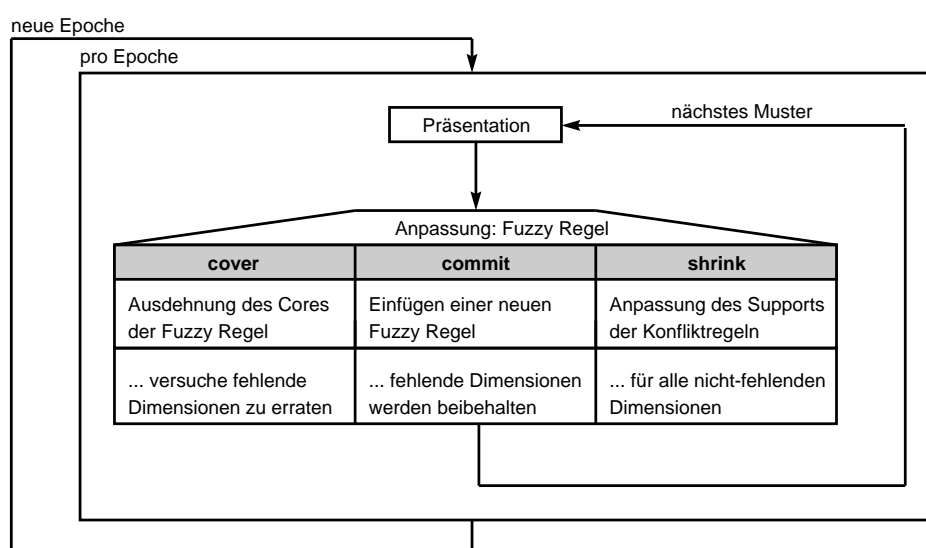 neue Epoche
pro Epoche
nächstes Muster
Präsentation
Anpassung: Fuzzy Regel
cover
commit
shrink
Ausdehnung des Cores
der Fuzzy Regel
Einfügen einer neuen
Fuzzy Regel
Anpassung des Supports
der Konfliktregeln
... versuche fehlende
Dimensionen zu erraten
... fehlende Dimensionen
werden beibehalten
... für alle nicht-fehlenden
Dimensionen